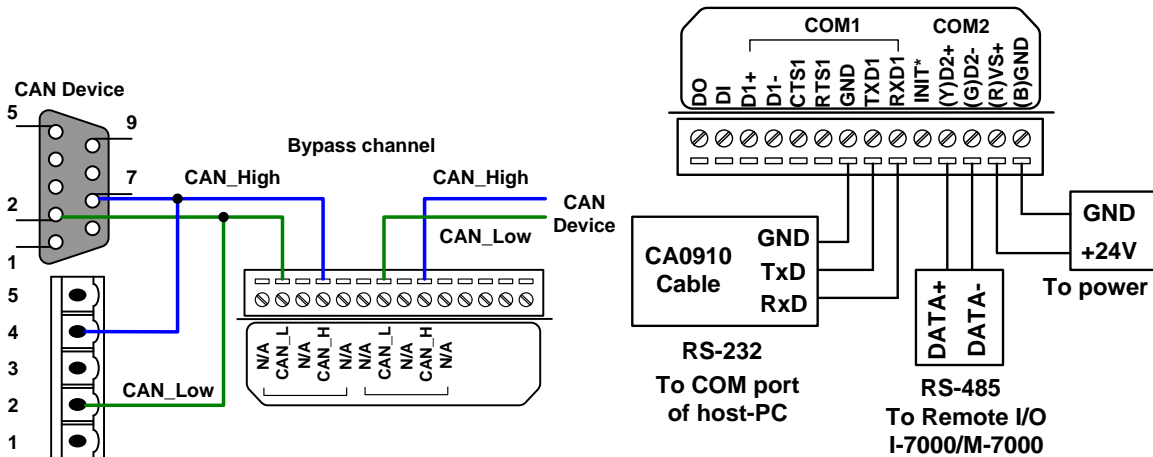 CAN Device
5
9
7
2
1
Bypass channel
CAN_High
CAN_High
CAN
Device
CAN_Low
5
4
3
2
1
CAN_Low
N/A
CAN_L
N/A
CAN_H
N/A
N/A
CAN_L
N/A
CAN_H
N/A
COM1
COM2
DO
DI
D1+
D1-
CTS1
RTS1
GND
TXD1
RXD1
INIT*
(Y)D2+
(G)D2-
(R)VS+
(B)GND
CA0910
Cable
GND
TxD
RxD
RS-232
To COM port
of host-PC
DATA+
DATA-
RS-485
To Remote I/O
I-7000/M-7000
GND
+24V
To power